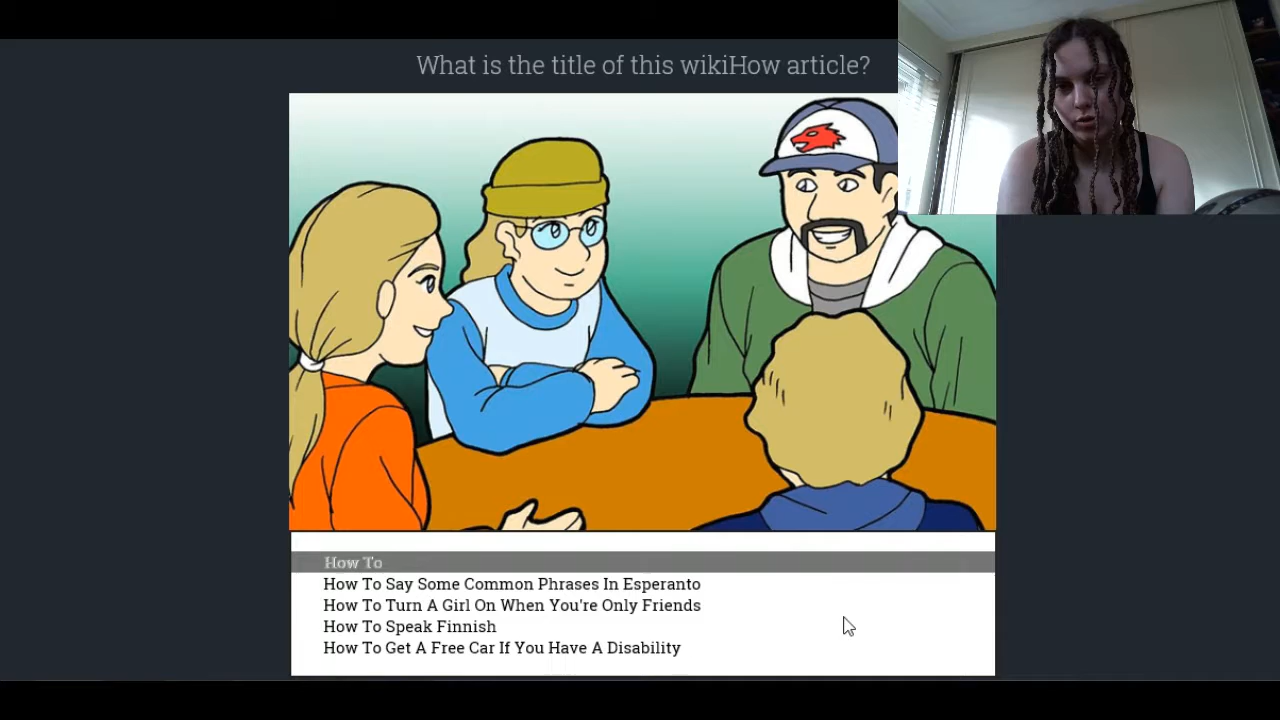 What is the title of this wikiHow article?
How To
How To Say Some Common Phrases In Esperanto
How To Turn A Girl On When You're Only Friends
How To Speak Finnish
How To Get A Free Car If You Have A Disability